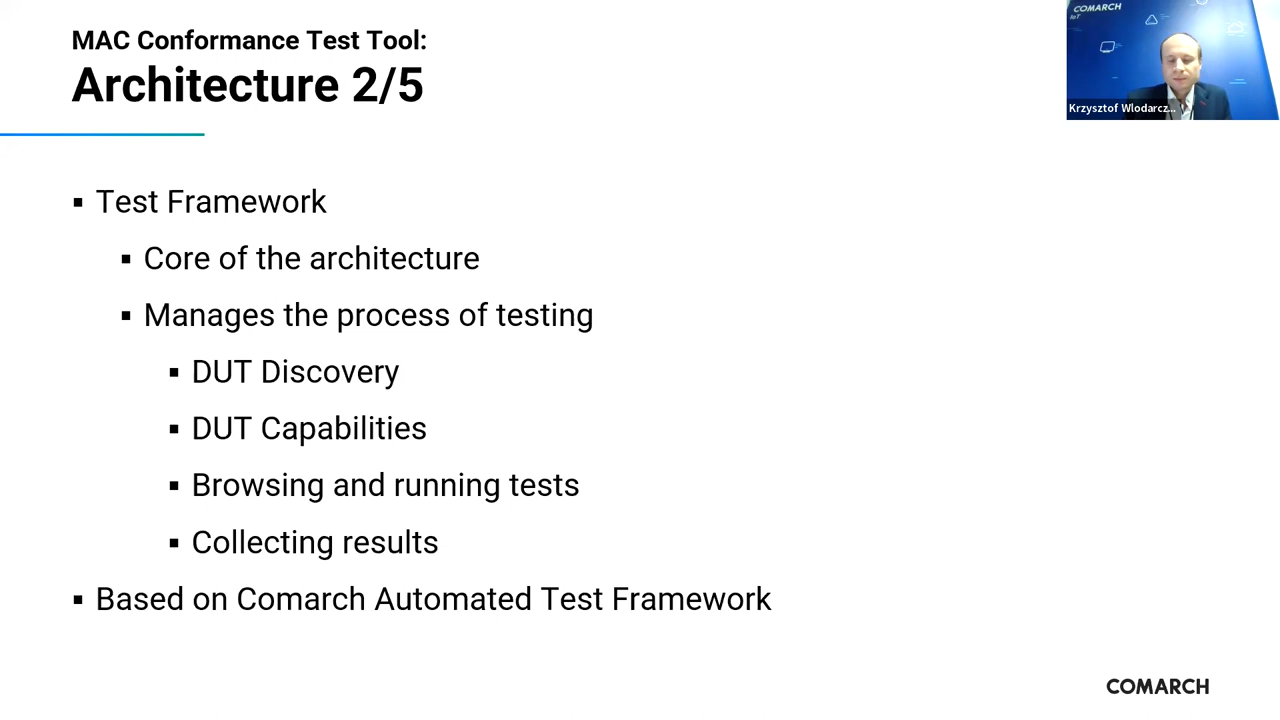 MAC Conformance Test Tool:
Architecture 2/5
COMARCH
IoT
Krzysztof Wlodarcz...
▪ Test Framework
▪ Core of the architecture
▪ Manages the process of testing
▪ DUT Discovery
▪ DUT Capabilities
▪ Browsing and running tests
▪ Collecting results
▪ Based on Comarch Automated Test Framework
COMARCH